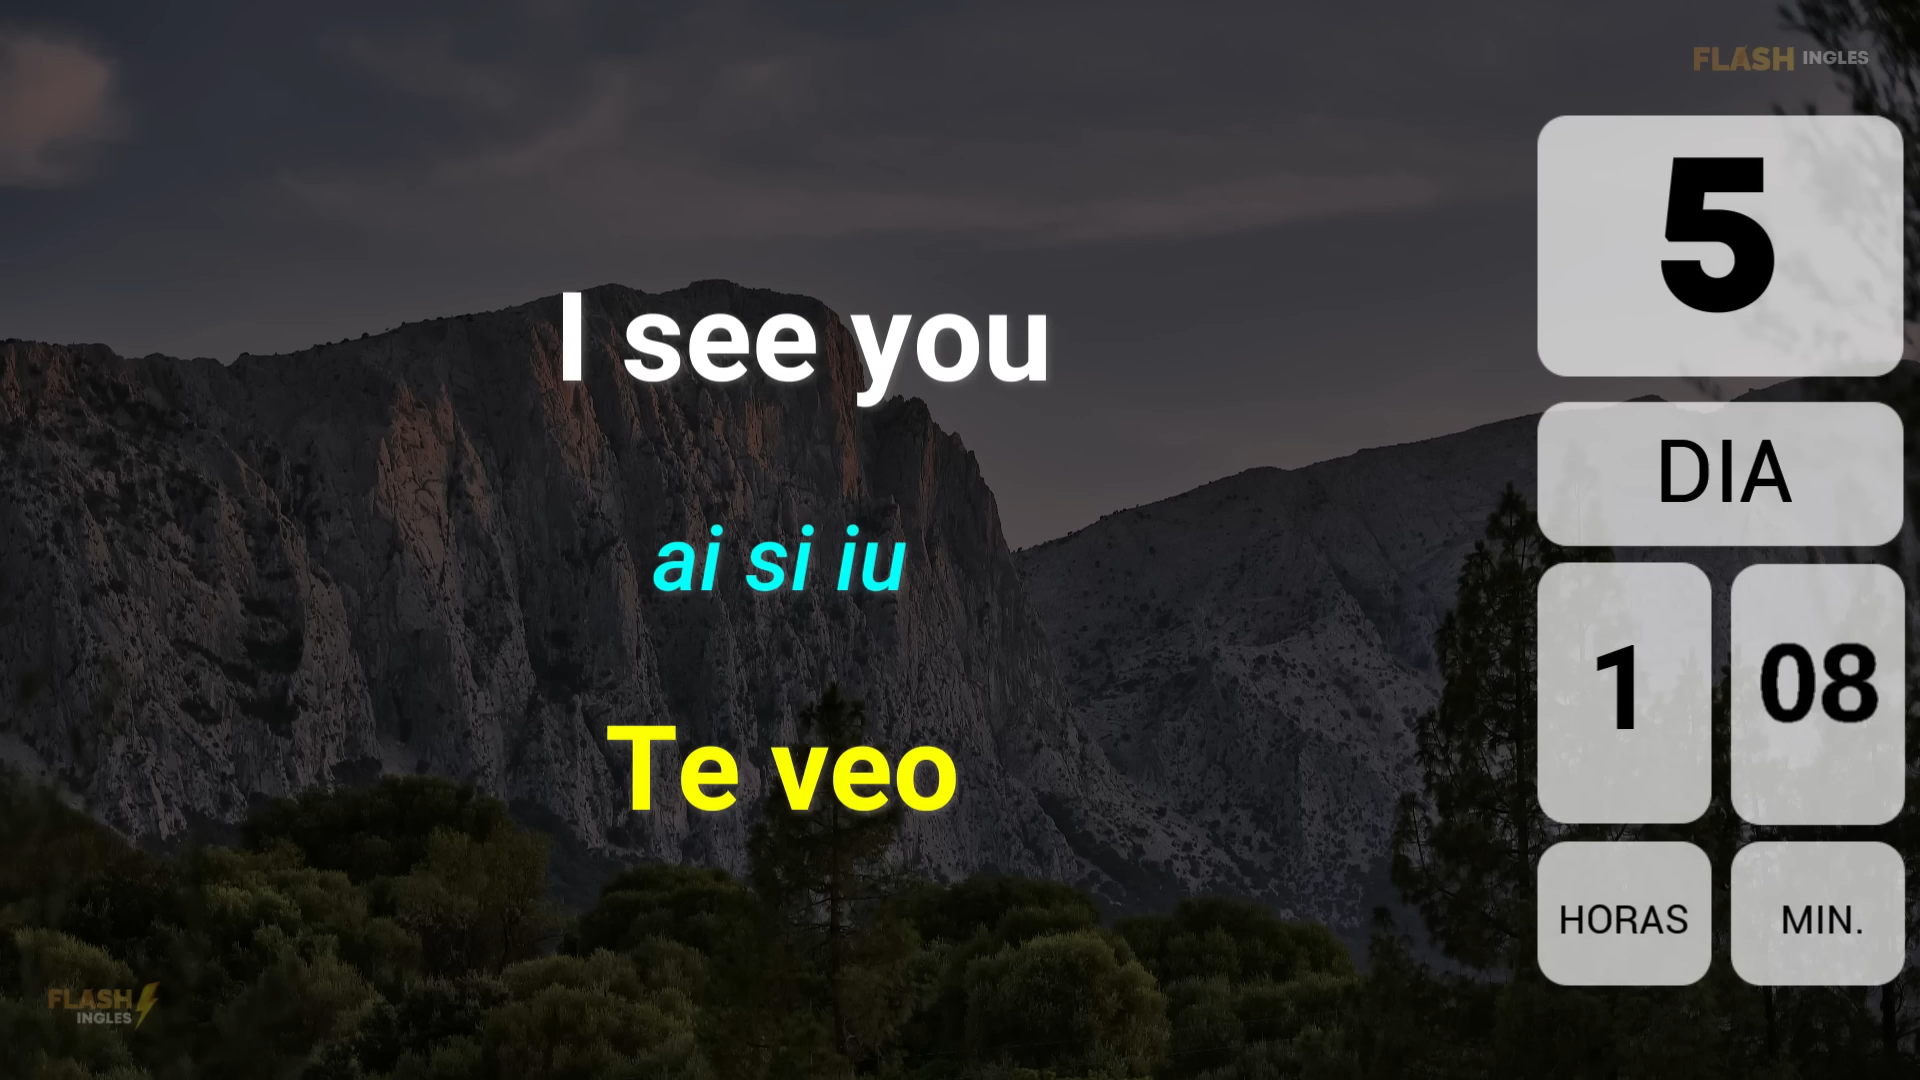 FLASH INGLES
5
DIA
I see you
ai si iu
Te veo
1 08
HORAS MIN.
FLASH
INGLES